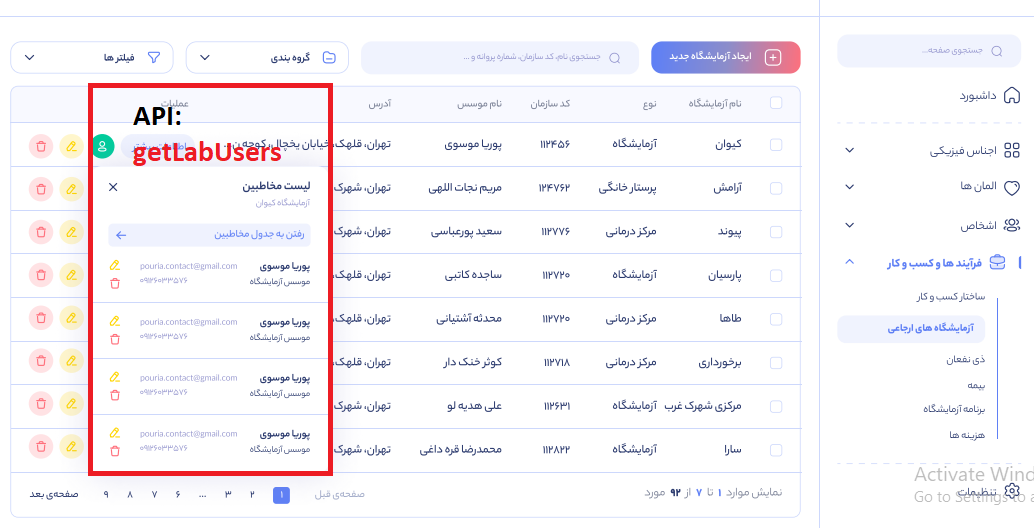 جستجوی صفحه...
داشبورد
اجناس فیزیکی
المان ها
اشخاص
فرآیند ها و کسب و کار
ساختار کسب و کار
آزمایشگاه های ارجاعی
ذی نفعان
بیمه
برنامه آزمایشگاه
هزینه ها
تنظیمات
Activate Wind
Go to Settings to a
ایجاد آزمایشگاه جدید
جستجوی نام، کد سازمان، شماره پروانه و ...
گروه بندی
فیلتر ها
نام آزمایشگاه نوع کد سازمان نام موسس آدرس عملیات
کیوان آزمایشگاه ۱۱۲۴۵۶ پوریا موسوی تهران، قلهک، خیابان یخچال، کوچه ن... اطلاعات بیشتر
آرامش پرستار خانگی ۱۲۴۷۶۲ مریم نجات اللهی تهران، شهرک
پیوند مرکز درمانی ۱۱۲۷۷۶ سعید پورعباسی تهران، شهرک
پارسیان آزمایشگاه ۱۱۲۷۲۰ ساجده کاتبی تهران، قلهک،
طاها مرکز درمانی ۱۱۲۷۲۰ محدثه آشتیانی تهران، قلهک،
برخورداری مرکز درمانی ۱۱۲۷۱۸ کوثر خنک دار تهران، قلهک،
مرکزی شهرک غرب آزمایشگاه ۱۱۲۶۳۱ علی هدیه لو تهران، شهرک
سارا آزمایشگاه ۱۱۲۸۲۲ محمدرضا قره داغی تهران، شهرک
API:
getLabUsers
لیست مخاطبین
آزمایشگاه کیوان
رفتن به جدول مخاطبین
پوریا موسوی pouria.contact@gmail.com
موسس آزمایشگاه ۰۹۱۲۶۰۳۳۵۷۶
پوریا موسوی pouria.contact@gmail.com
موسس آزمایشگاه ۰۹۱۲۶۰۳۳۵۷۶
پوریا موسوی pouria.contact@gmail.com
موسس آزمایشگاه ۰۹۱۲۶۰۳۳۵۷۶
پوریا موسوی pouria.contact@gmail.com
موسس آزمایشگاه ۰۹۱۲۶۰۳۳۵۷۶
نمایش موارد ۱ تا ۷ از ۹۲ مورد
صفحه‌ی قبل ۱ ۲ ۳ ... ۶ ۷ ۸ ۹ صفحه‌ی بعد